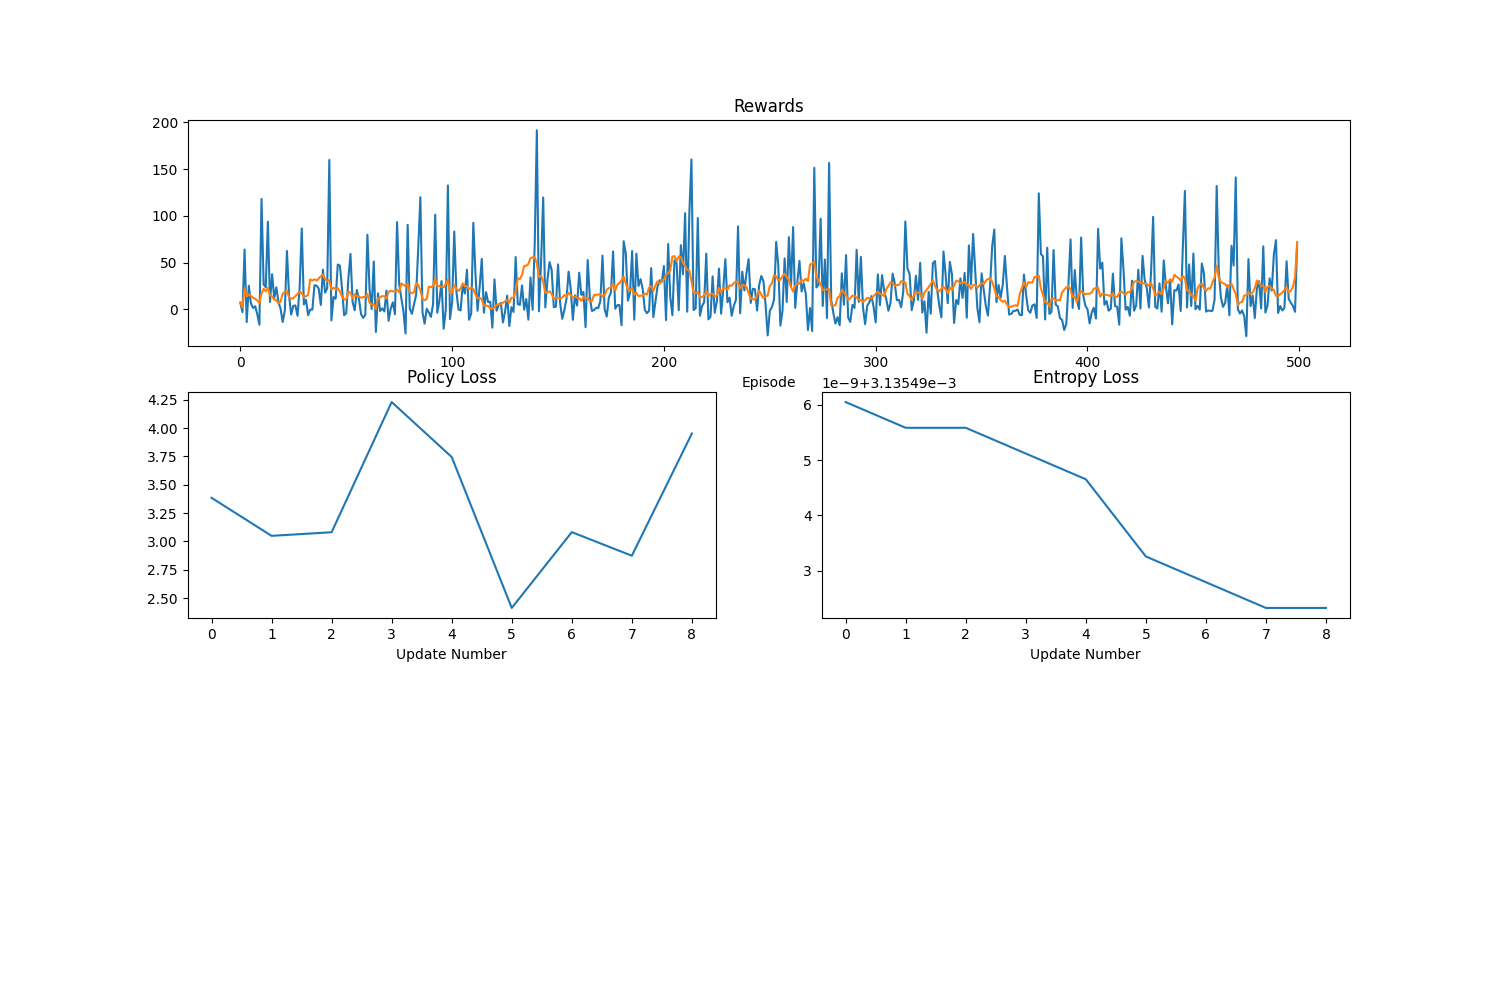 Rewards
200
150
100
50
0
0 100 200 300 400 500
Episode
Policy Loss
4.25
4.00
3.75
3.50
3.25
3.00
2.75
2.50
0 1 2 3 4 5 6 7 8
Update Number
1e-9+3.13549e-3
Entropy Loss
6
5
4
3
0 1 2 3 4 5 6 7 8
Update Number